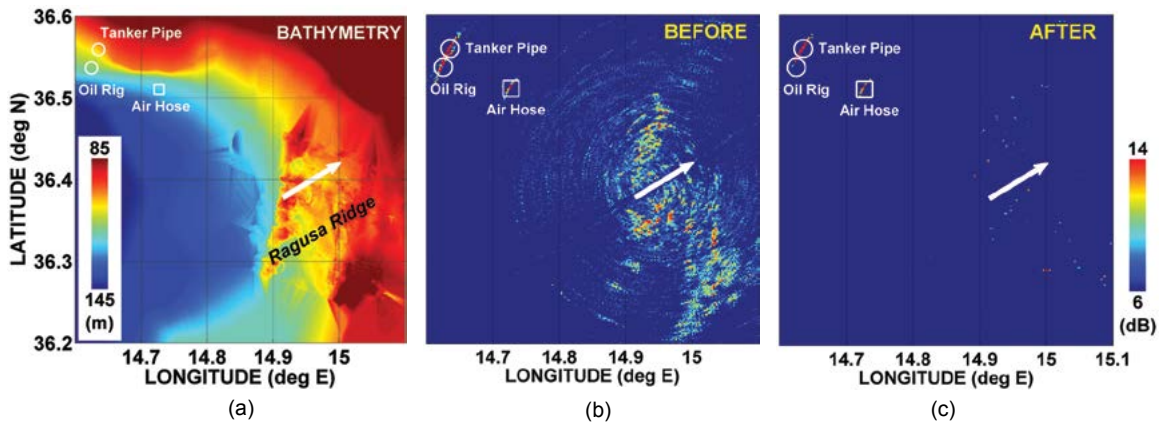 36.6
36.5
36.4
36.3
36.2
LATITUDE (deg N)
BATHYMETRY
Tanker Pipe
Oil Rig
Air Hose
Ragusa Ridge
85
145
(m)
14.7 14.8 14.9 15
LONGITUDE (deg E)
(a)
BEFORE
Tanker Pipe
Oil Rig
Air Hose
14.7 14.8 14.9 15
LONGITUDE (deg E)
(b)
AFTER
Tanker Pipe
Oil Rig
Air Hose
14.7 14.8 14.9 15 15.1
LONGITUDE (deg E)
(c)
14
6
(dB)